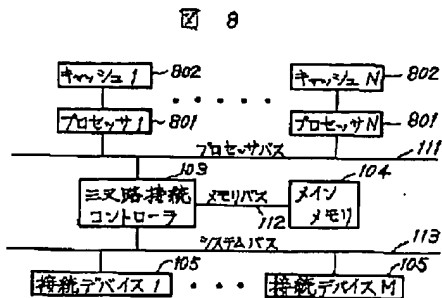 図 8
キャッシュ1 802 キャッシュN 802
プロセッサ1 801 プロセッサN 801
プロセッサバス 111
103 104
三叉路接続 メモリバス メイン
コントローラ 112 メモリ
システムバス 113
105 105
接続デバイス1 接続デバイスM